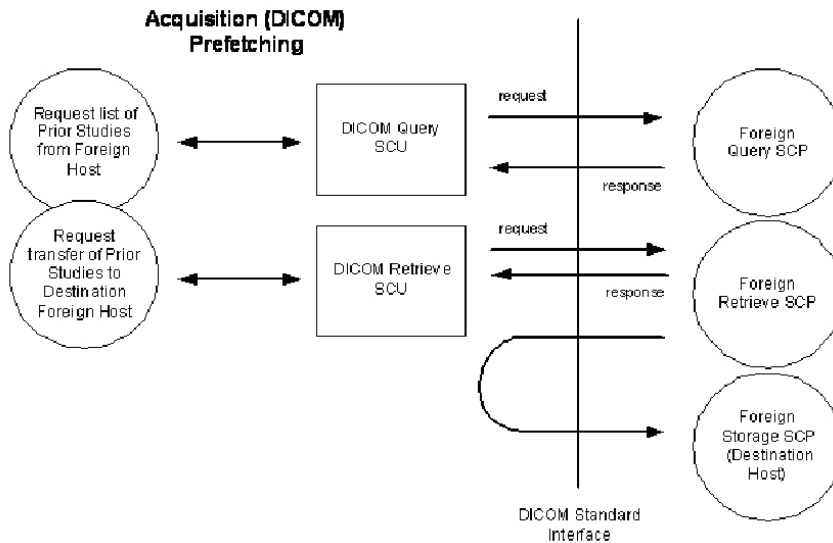 Acquisition (DICOM)
Prefetching
Request list of
Prior Studies
from Foreign
Host
DICOM Query
SCU
request
response
Foreign
Query SCP
Request
transfer of Prior
Studies to
Destination
Foreign Host
DICOM Retrieve
SCU
request
response
Foreign
Retrieve SCP
Foreign
Storage SCP
(Destination
Host)
DICOM Standard
Interface